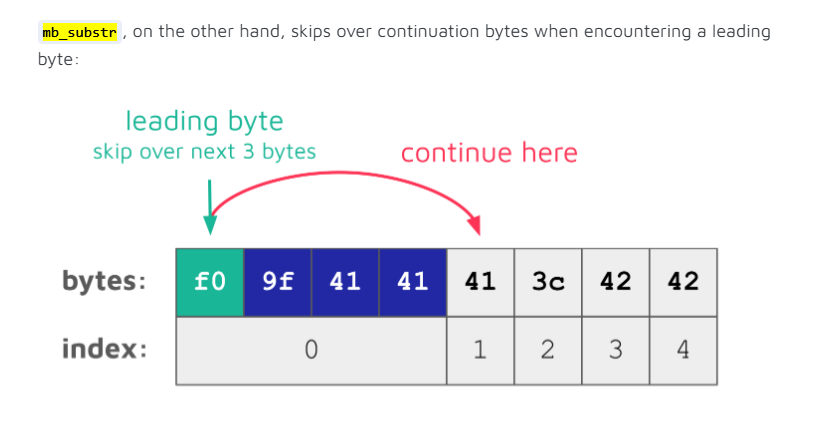 mb_substr , on the other hand, skips over continuation bytes when encountering a leading
byte:
leading byte
skip over next 3 bytes
continue here
bytes: f0 9f 41 41 41 3c 42 42
index: 0 1 2 3 4